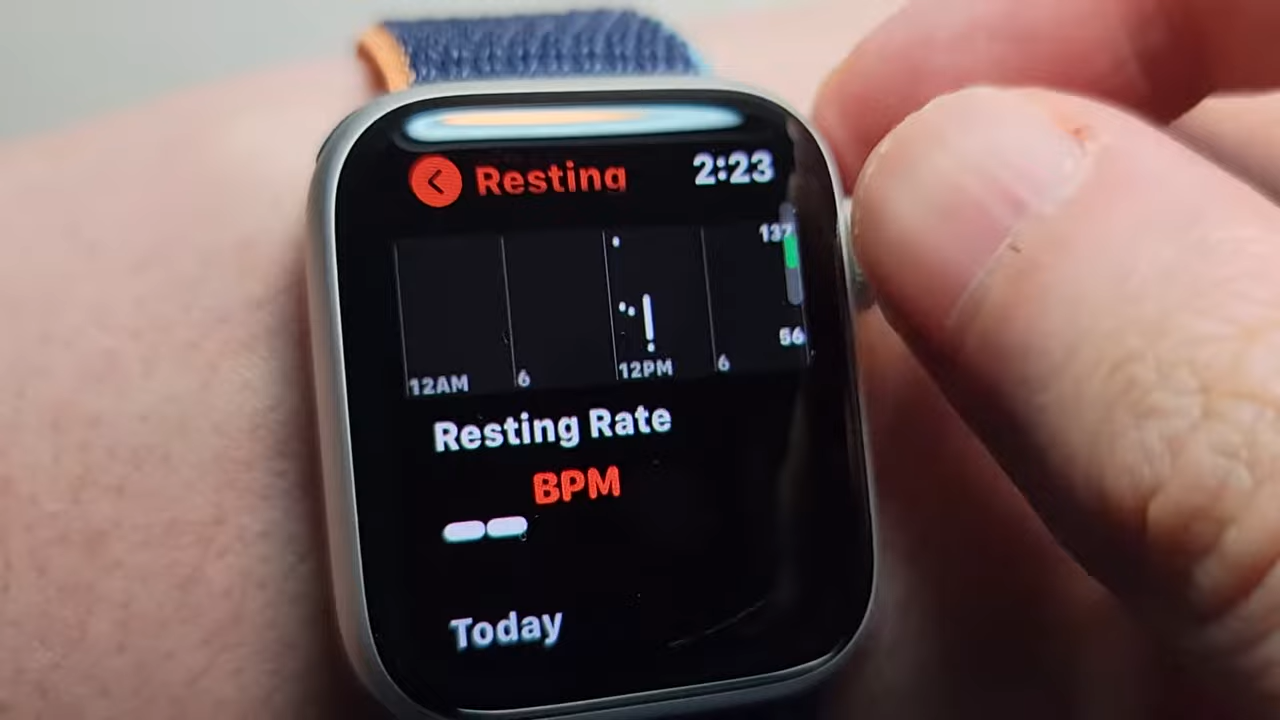 Resting 2:23
137
56
12AM 6 12PM 6
Resting Rate
BPM
--
Today